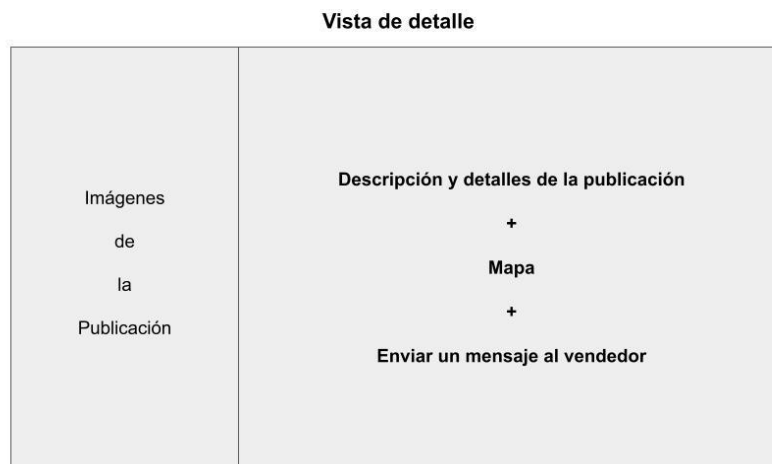 Vista de detalle
Imágenes
de
la
Publicación
Descripción y detalles de la publicación
+
Mapa
+
Enviar un mensaje al vendedor